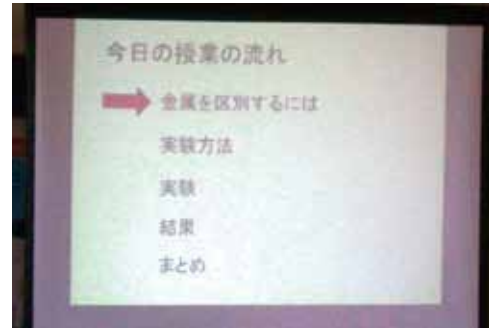 今日の授業の流れ
金属を区別するには
実験方法
実験
結果
まとめ